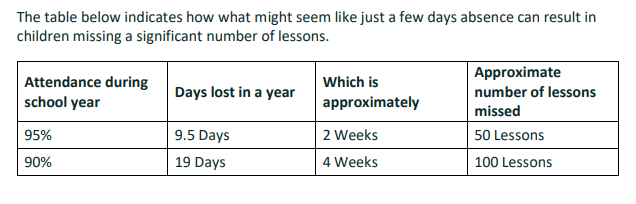 The table below indicates how what might seem like just a few days absence can result in
children missing a significant number of lessons.
Attendance during
school year
Days lost in a year
Which is
approximately
Approximate
number of lessons
missed
95%
9.5 Days
2 Weeks
50 Lessons
90%
19 Days
4 Weeks
100 Lessons